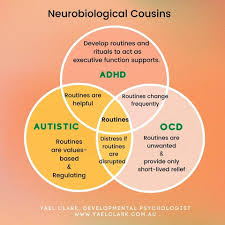 Neurobiological Cousins
Develop routines and
rituals to act as
executive function supports.
ADHD
Routines are
helpful
Routines change
frequently
Routines
AUTISTIC
OCD
Routines
are values-
based &
Regulating
Distress if
routines
are
disrupted
Routines are
unwanted
&
provide only
short-lived relief
YAEL CLARK, DEVELOPMENTAL PSYCHOLOGIST
WWW.YAELCLARK.COM.AU